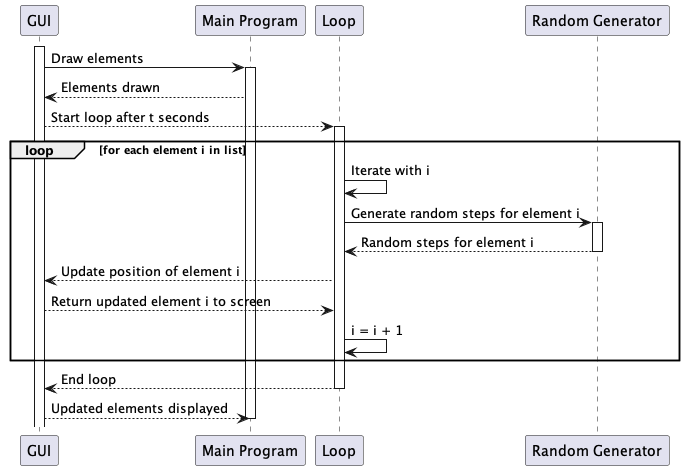 GUI Main Program Loop Random Generator
Draw elements
Elements drawn
Start loop after t seconds
loop [for each element i in list]
Iterate with i
Generate random steps for element i
Random steps for element i
Update position of element i
Return updated element i to screen
i = i + 1
End loop
Updated elements displayed
GUI Main Program Loop Random Generator